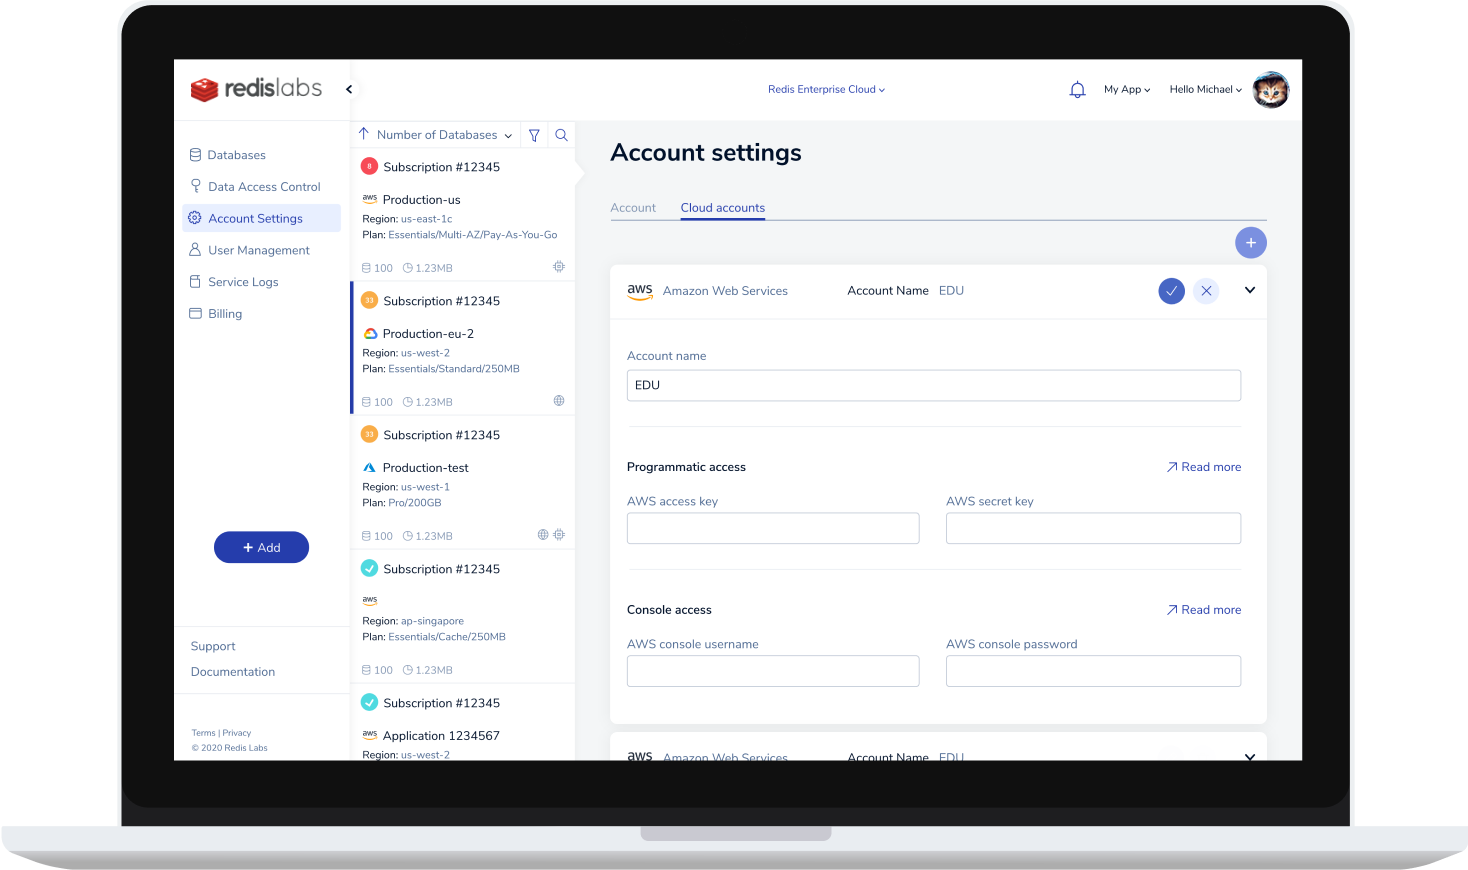 redislabs
Redis Enterprise Cloud
My App
Hello Michael
Databases
Data Access Control
Account Settings
User Management
Service Logs
Billing
+ Add
Support
Documentation
Terms | Privacy
© 2020 Redis Labs
Number of Databases
8 Subscription #12345
aws Production-us
Region: us-east-1c
Plan: Essentials/Multi-AZ/Pay-As-You-Go
100 1.23MB
33 Subscription #12345
Production-eu-2
Region: us-west-2
Plan: Essentials/Standard/250MB
100 1.23MB
33 Subscription #12345
Production-test
Region: us-west-1
Plan: Pro/200GB
100 1.23MB
Subscription #12345
aws
Region: ap-singapore
Plan: Essentials/Cache/250MB
100 1.23MB
Subscription #12345
aws Application 1234567
Region: us-west-2
Account settings
Account Cloud accounts
+
aws Amazon Web Services Account Name EDU
Account name
EDU
Programmatic access Read more
AWS access key AWS secret key
Console access Read more
AWS console username AWS console password
aws Amazon Web Services Account Name EDU